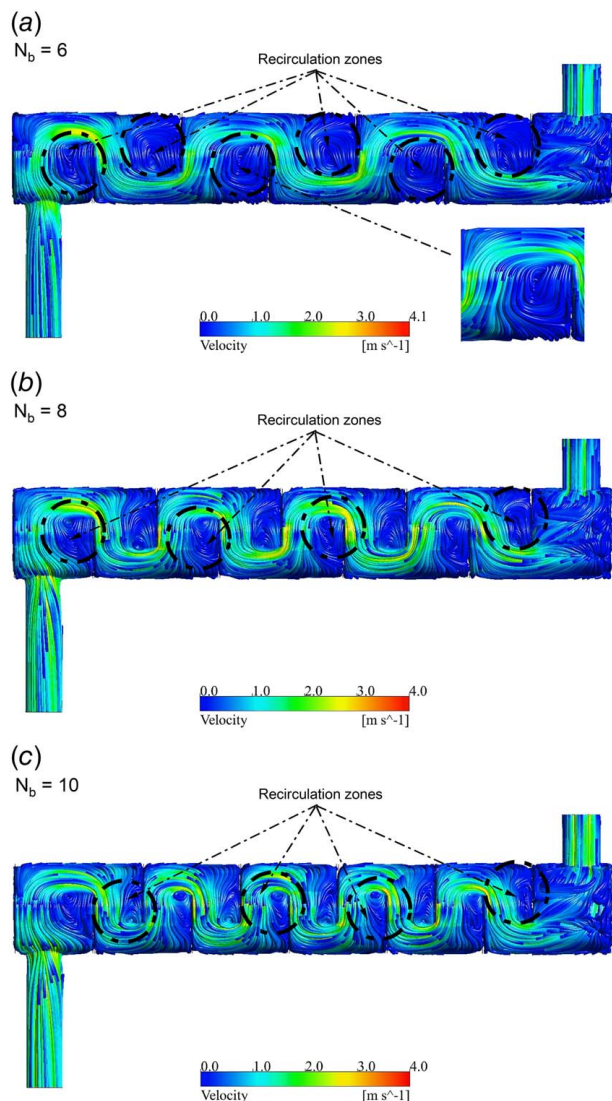 (a)
N_b = 6
Recirculation zones
0.0 1.0 2.0 3.0 4.1
Velocity [m s^-1]
(b)
N_b = 8
Recirculation zones
0.0 1.0 2.0 3.0 4.0
Velocity [m s^-1]
(c)
N_b = 10
Recirculation zones
0.0 1.0 2.0 3.0 4.0
Velocity [m s^-1]